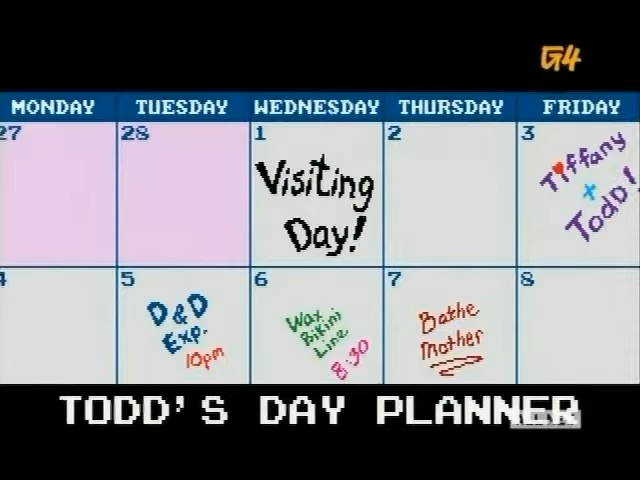 G4
MONDAY TUESDAY WEDNESDAY THURSDAY FRIDAY
27 28 1 2 3
Visiting
Day!
Tiffany
x
Todd!
4 5 6 7 8
D&D
Exp.
10pm
Wax
Bikini
Line
8:30
Bathe
Mother
TODD'S DAY PLANNER